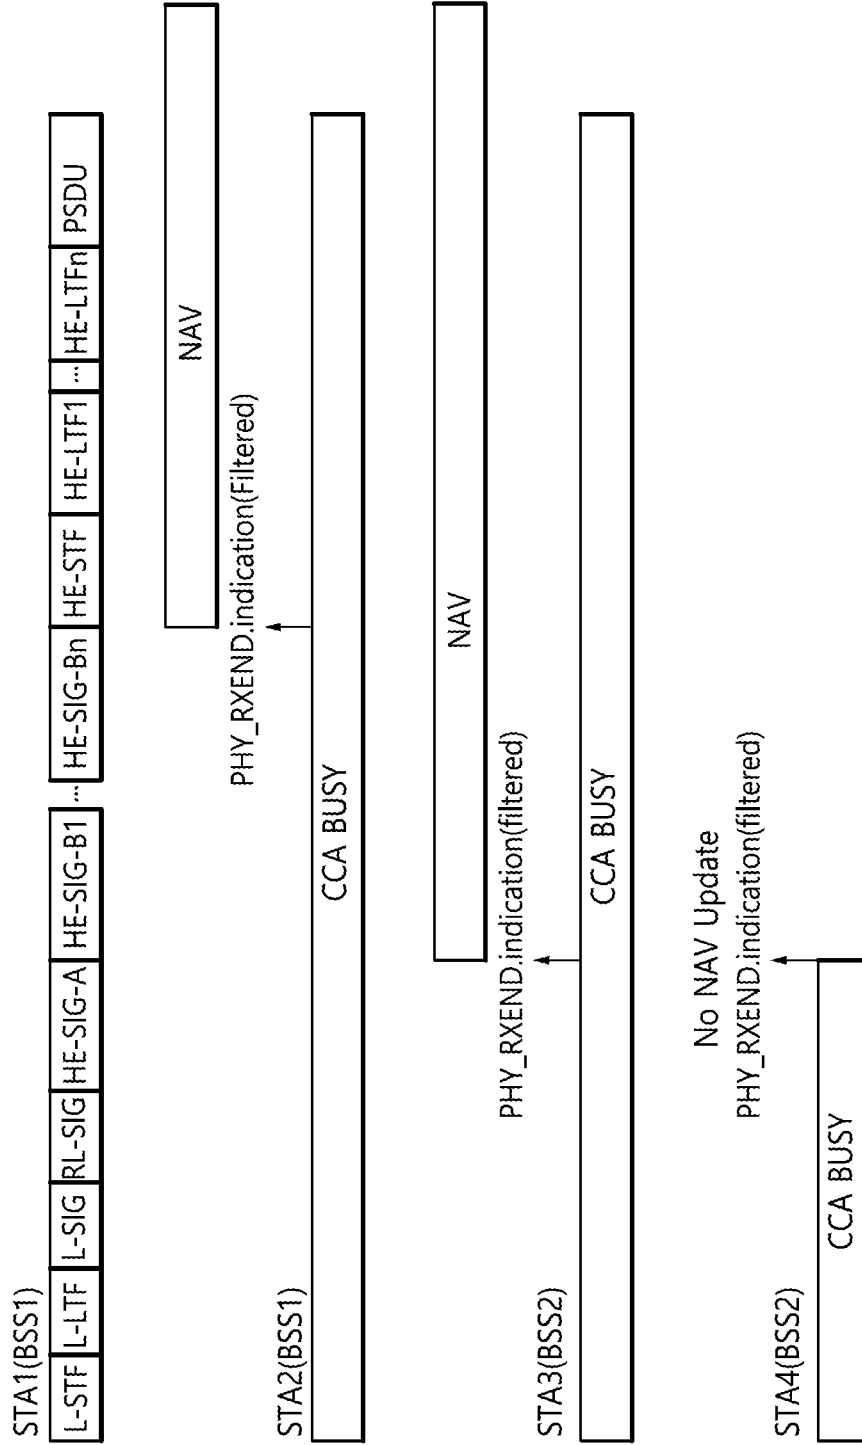 STA1(BSS1)
L-STF L-LTF L-SIG RL-SIG HE-SIG-A HE-SIG-B1 ... HE-SIG-Bn HE-STF HE-LTF1 ... HE-LTFn PSDU
NAV
PHY_RXEND.indication(Filtered)
STA2(BSS1)
CCA BUSY
NAV
PHY_RXEND.indication(filtered)
STA3(BSS2)
CCA BUSY
No NAV Update
PHY_RXEND.indication(filtered)
STA4(BSS2)
CCA BUSY